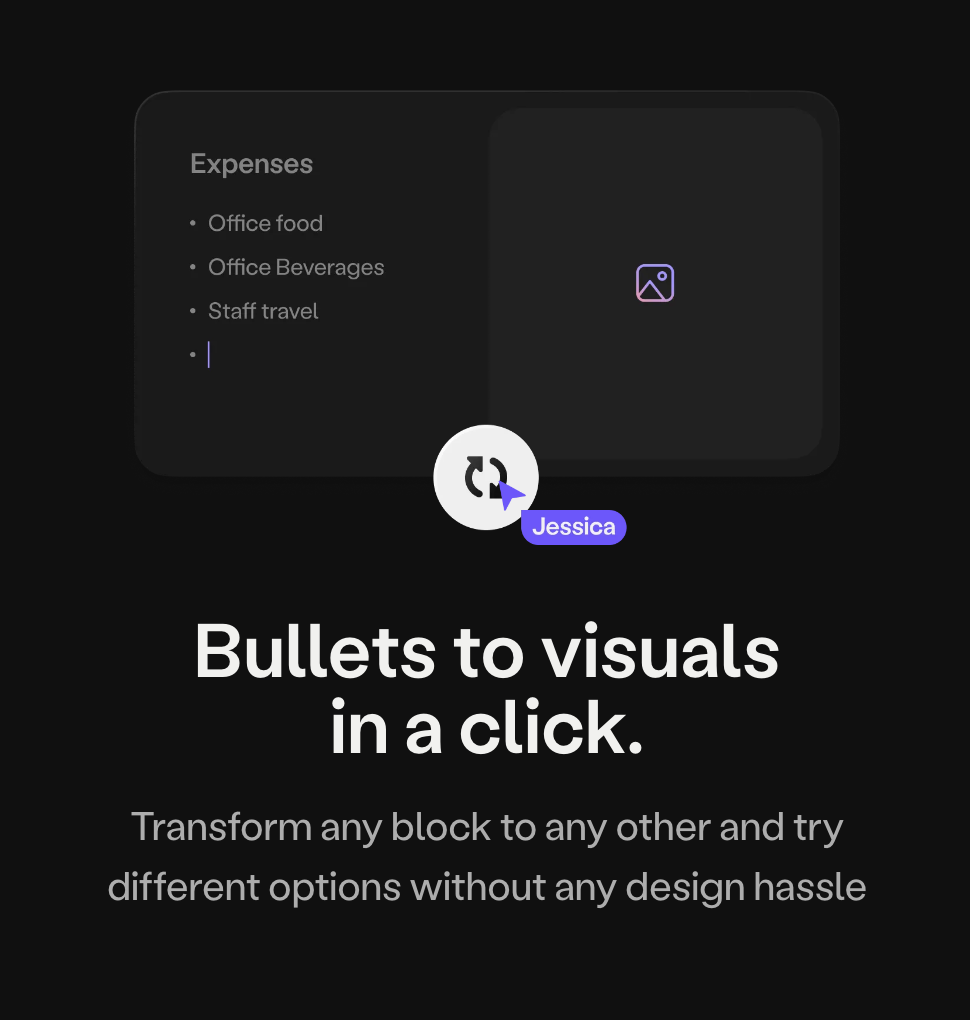 Expenses
• Office food
• Office Beverages
• Staff travel
•
Jessica
Bullets to visuals
in a click.
Transform any block to any other and try
different options without any design hassle